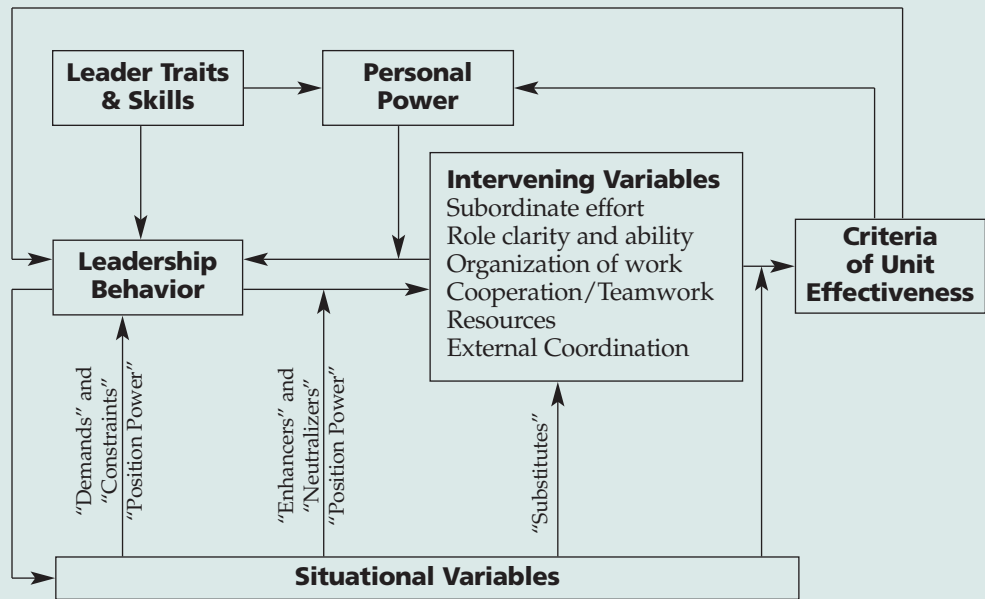 Leader Traits
& Skills
Personal
Power
Intervening Variables
Subordinate effort
Role clarity and ability
Organization of work
Cooperation/Teamwork
Resources
External Coordination
Criteria
of Unit
Effectiveness
Leadership
Behavior
“Demands” and
“Constraints”
“Position Power”
“Enhancers” and
“Neutralizers”
“Position Power”
“Substitutes”
Situational Variables